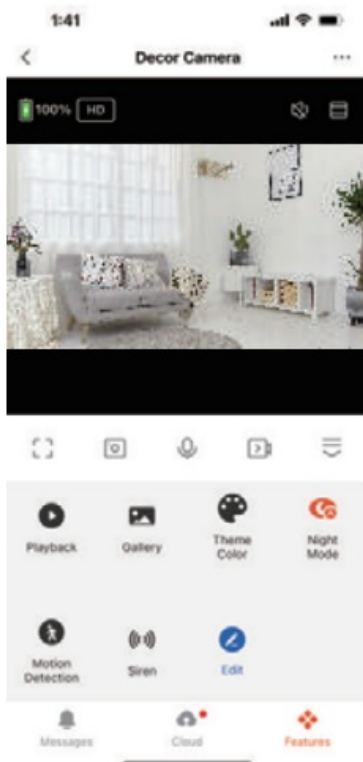 1:41
Decor Camera
100% HD
Playback
Gallery
Theme
Color
Night
Mode
Motion
Detection
Siren
Edit
Messages
Cloud
Features